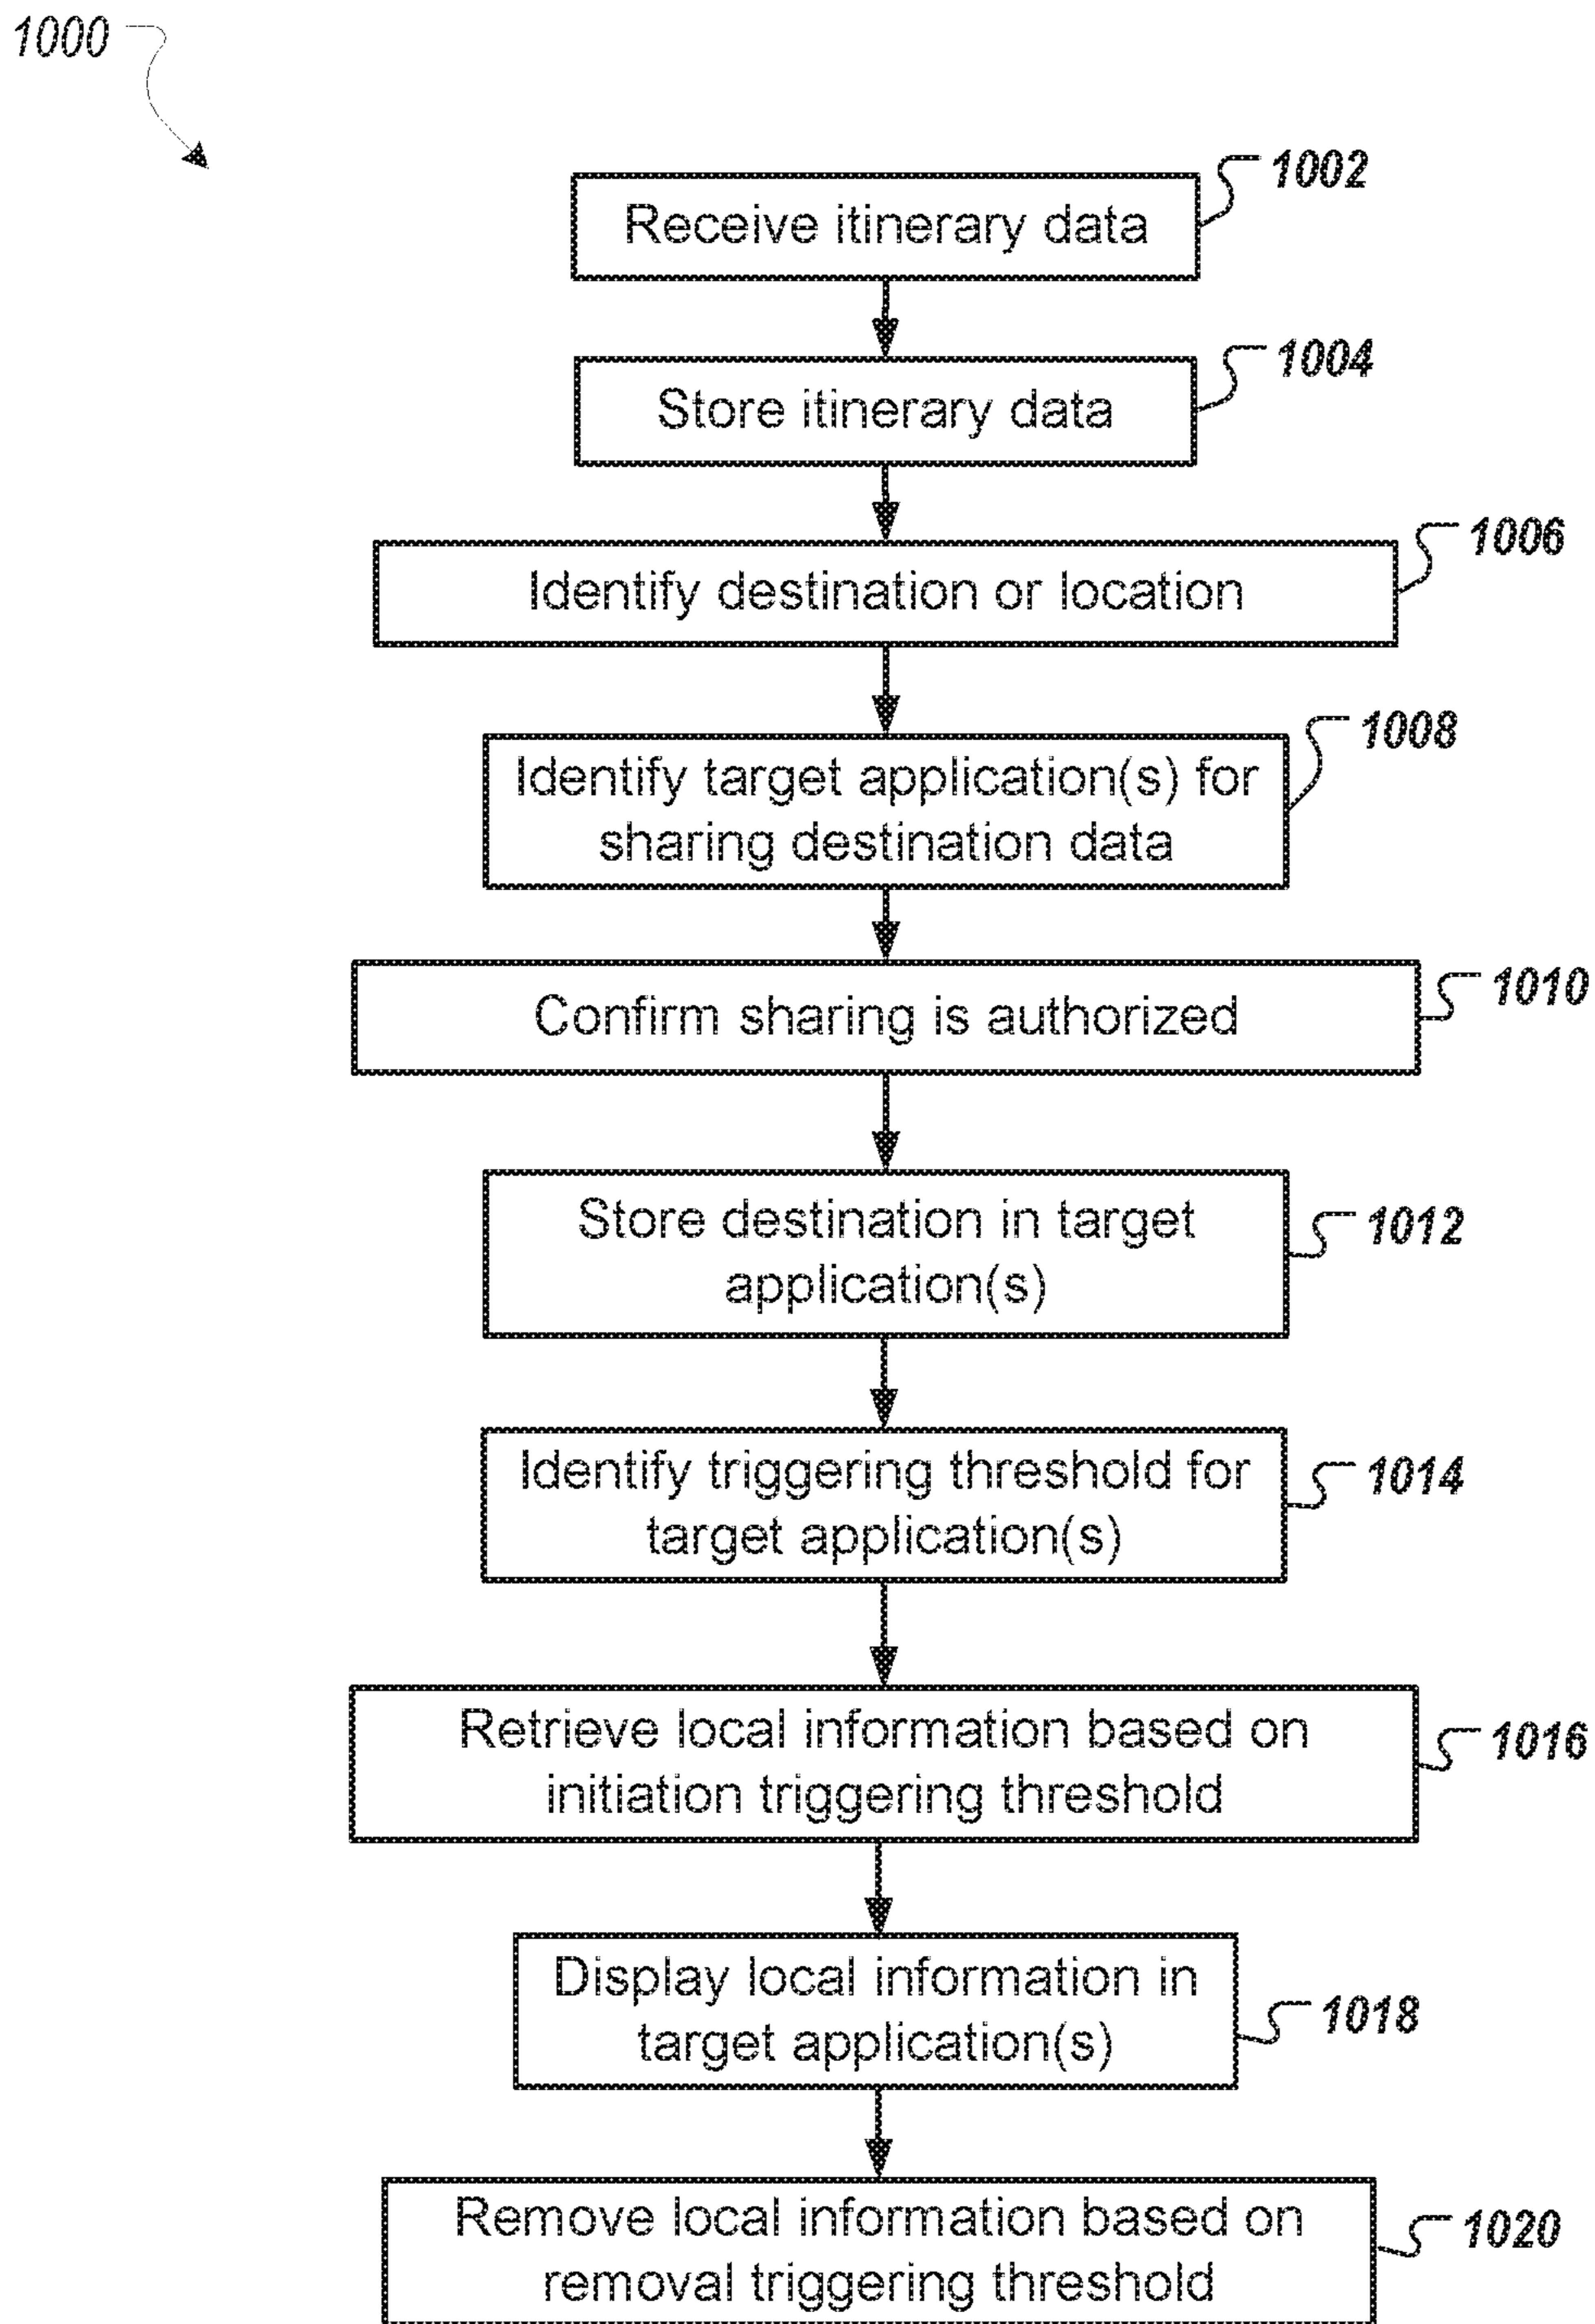 1000
1002
Receive itinerary data
1004
Store itinerary data
1006
Identify destination or location
1008
Identify target application(s) for
sharing destination data
1010
Confirm sharing is authorized
Store destination in target
1012
application(s)
Identify triggering threshold for
1014
target application(s)
Retrieve local information based on
1016
initiation triggering threshold
Display local information in
1018
target application(s)
Remove local information based on
1020
removal triggering threshold